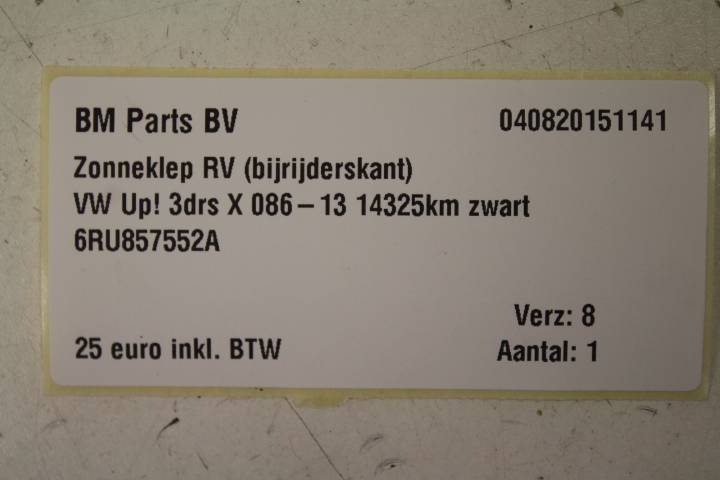 BM Parts BV 040820151141
Zonneklep RV (bijrijderskant)
VW Up! 3drs X 086-13 14325km zwart
6RU857552A
Verz: 8
25 euro inkl. BTW Aantal: 1